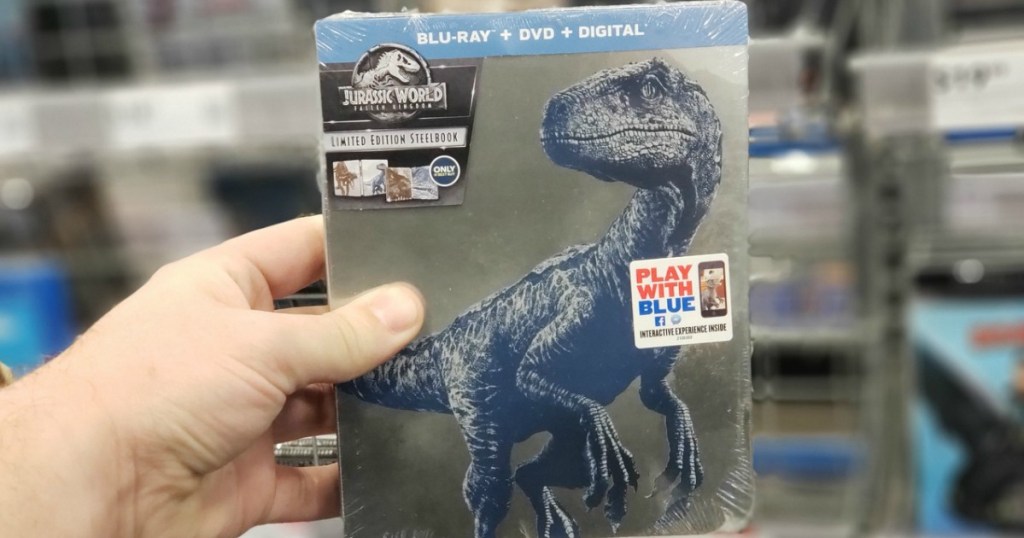 BLU-RAY + DVD + DIGITAL
JURASSIC WORLD
FALLEN KINGDOM
LIMITED EDITION STEELBOOK
ONLY
PLAY
WITH
BLUE
INTERACTIVE EXPERIENCE INSIDE